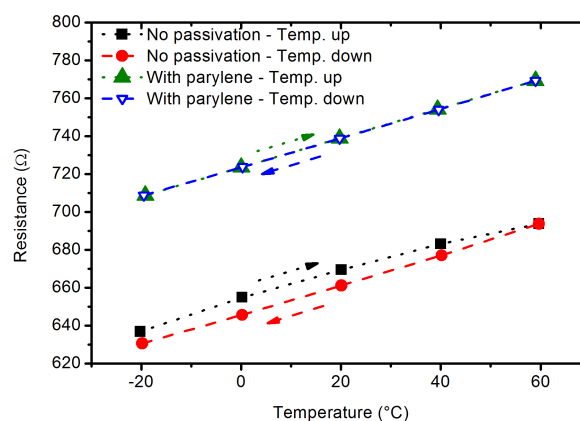 800
780
760
740
720
700
680
660
640
620
Resistance (Ω)
No passivation - Temp. up
No passivation - Temp. down
With parylene - Temp. up
With parylene - Temp. down
-20
0
20
40
60
Temperature (°C)